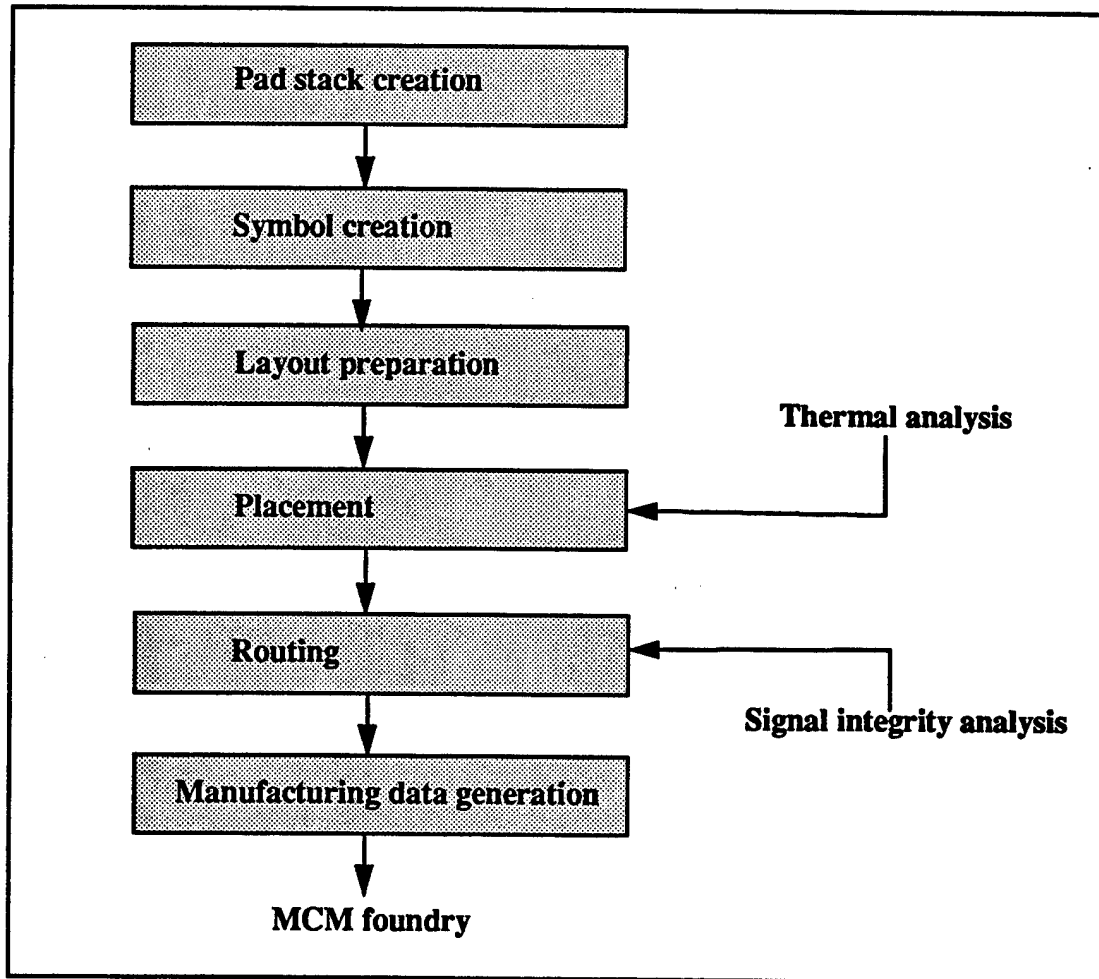 Pad stack creation
Symbol creation
Layout preparation
Thermal analysis
Placement
Routing
Signal integrity analysis
Manufacturing data generation
MCM foundry